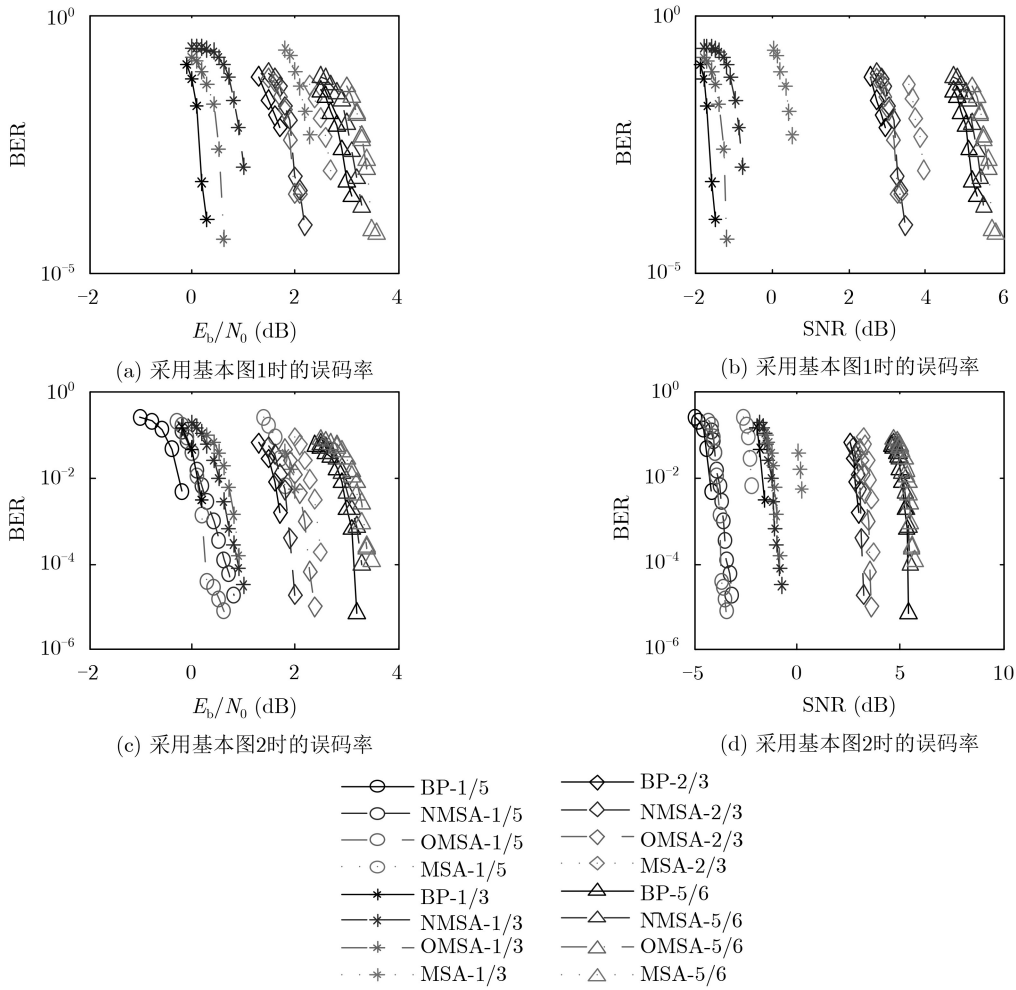 10^0
BER
10^-5
−2 0 2 4
E_b/N_0 (dB)
(a) 采用基本图1时的误码率
10^0
BER
10^-5
−2 0 2 4 6
SNR (dB)
(b) 采用基本图1时的误码率
10^0
10^-2
BER
10^-4
10^-6
−2 0 2 4
E_b/N_0 (dB)
(c) 采用基本图2时的误码率
10^0
10^-2
BER
10^-4
10^-6
−5 0 5 10
SNR (dB)
(d) 采用基本图2时的误码率
BP-1/5
NMSA-1/5
OMSA-1/5
MSA-1/5
BP-1/3
NMSA-1/3
OMSA-1/3
MSA-1/3
BP-2/3
NMSA-2/3
OMSA-2/3
MSA-2/3
BP-5/6
NMSA-5/6
OMSA-5/6
MSA-5/6